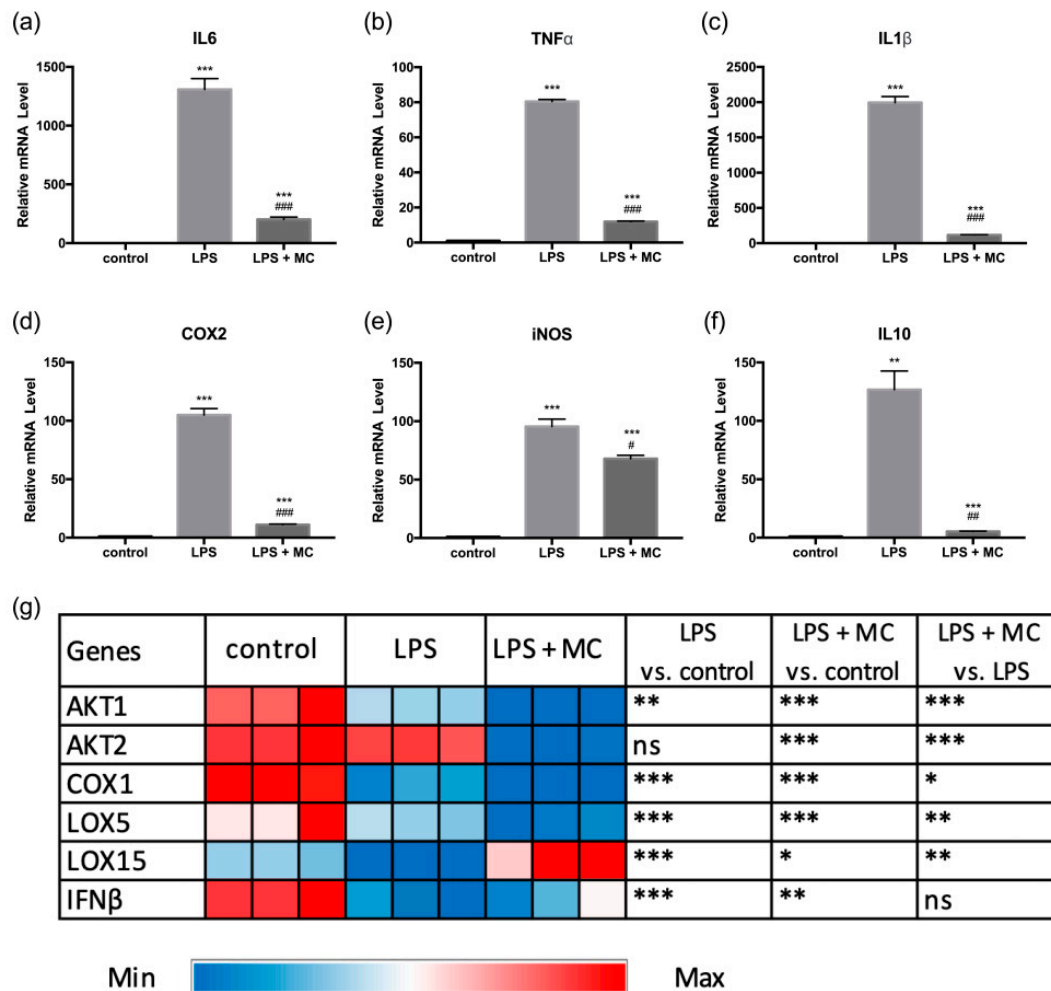 (a)
IL6
Relative mRNA Level
1500
1000
500
0
***
***
###
control LPS LPS + MC
(b)
TNFα
Relative mRNA Level
100
80
60
40
20
0
***
***
###
control LPS LPS + MC
(c)
IL1β
Relative mRNA Level
2500
2000
1500
1000
500
0
***
***
###
control LPS LPS + MC
(d)
COX2
Relative mRNA Level
150
100
50
0
***
***
###
control LPS LPS + MC
(e)
iNOS
Relative mRNA Level
150
100
50
0
***
***
#
control LPS LPS + MC
(f)
IL10
Relative mRNA Level
150
100
50
0
**
***
##
control LPS LPS + MC
(g)
Genes control LPS LPS + MC LPS vs. control LPS + MC vs. control LPS + MC vs. LPS
AKT1 ** *** ***
AKT2 ns *** ***
COX1 *** *** *
LOX5 *** *** **
LOX15 *** * **
IFNβ *** ** ns
Min Max